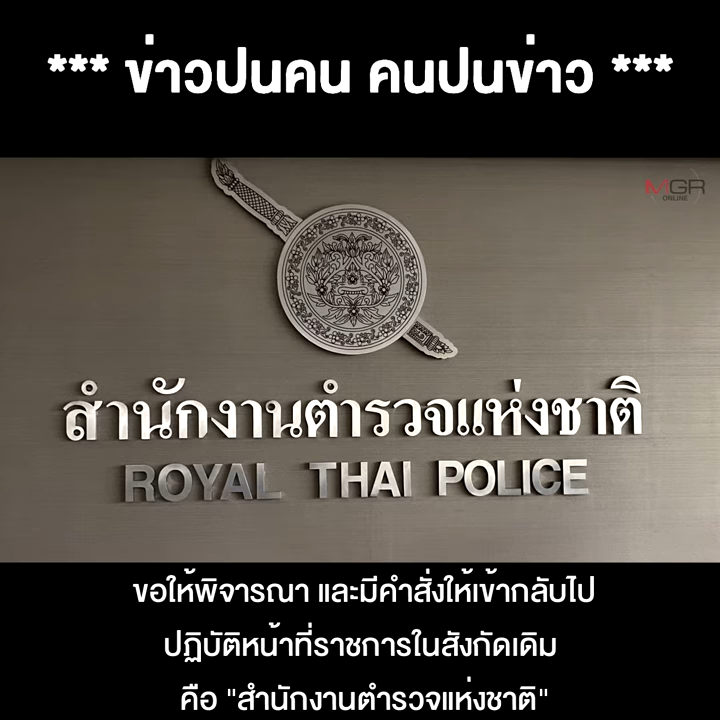 *** ข่าวปนคน คนปนข่าว ***
MGR
ONLINE
สำนักงานตำรวจแห่งชาติ
ROYAL THAI POLICE
ขอให้พิจารณา และมีคำสั่งให้เข้ากลับไป
ปฏิบัติหน้าที่ราชการในสังกัดเดิม
คือ "สำนักงานตำรวจแห่งชาติ"